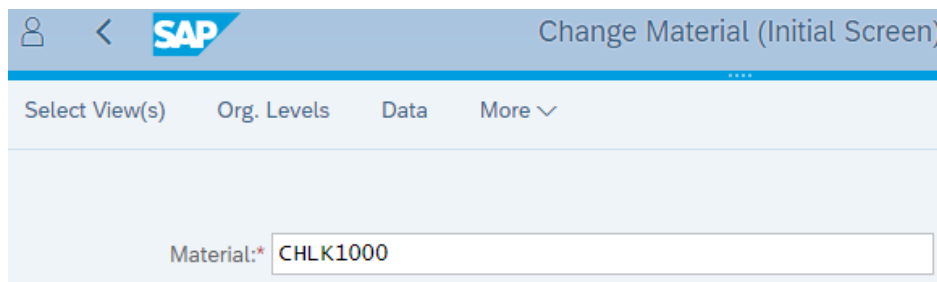 SAP Change Material (Initial Screen)
Select View(s) Org. Levels Data More
Material:* CHLK1000